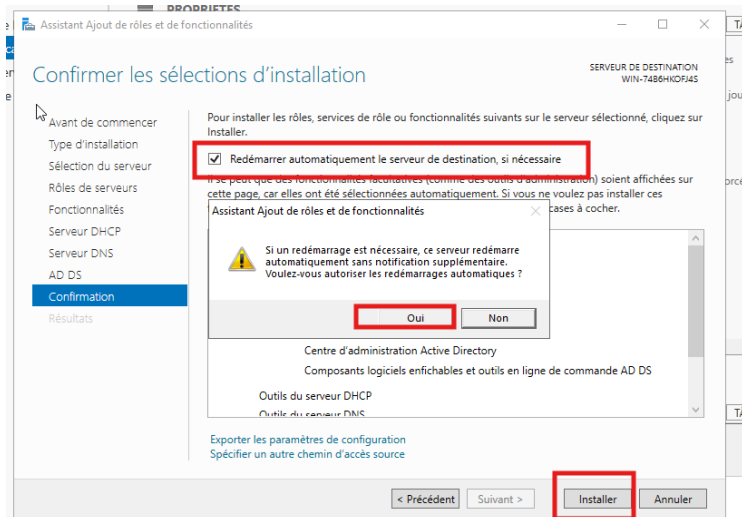 PROPRIETES
Assistant Ajout de rôles et de fonctionnalités
Confirmer les sélections d'installation
SERVEUR DE DESTINATION
WIN-74B6HKOFJ4S
Avant de commencer
Type d'installation
Sélection du serveur
Rôles de serveurs
Fonctionnalités
Serveur DHCP
Serveur DNS
AD DS
Confirmation
Résultats
Pour installer les rôles, services de rôle ou fonctionnalités suivants sur le serveur sélectionné, cliquez sur
Installer.
Redémarrer automatiquement le serveur de destination, si nécessaire
Il se peut que des fonctionnalités facultatives (comme des outils d'administration) soient affichées sur
cette page, car elles ont été sélectionnées automatiquement. Si vous ne voulez pas installer ces
cases à cocher.
Assistant Ajout de rôles et de fonctionnalités
Si un redémarrage est nécessaire, ce serveur redémarre
automatiquement sans notification supplémentaire.
Voulez-vous autoriser les redémarrages automatiques ?
Oui
Non
Centre d'administration Active Directory
Composants logiciels enfichables et outils en ligne de commande AD DS
Outils du serveur DHCP
Outils du serveur DNS
Exporter les paramètres de configuration
Spécifier un autre chemin d'accès source
< Précédent
Suivant >
Installer
Annuler